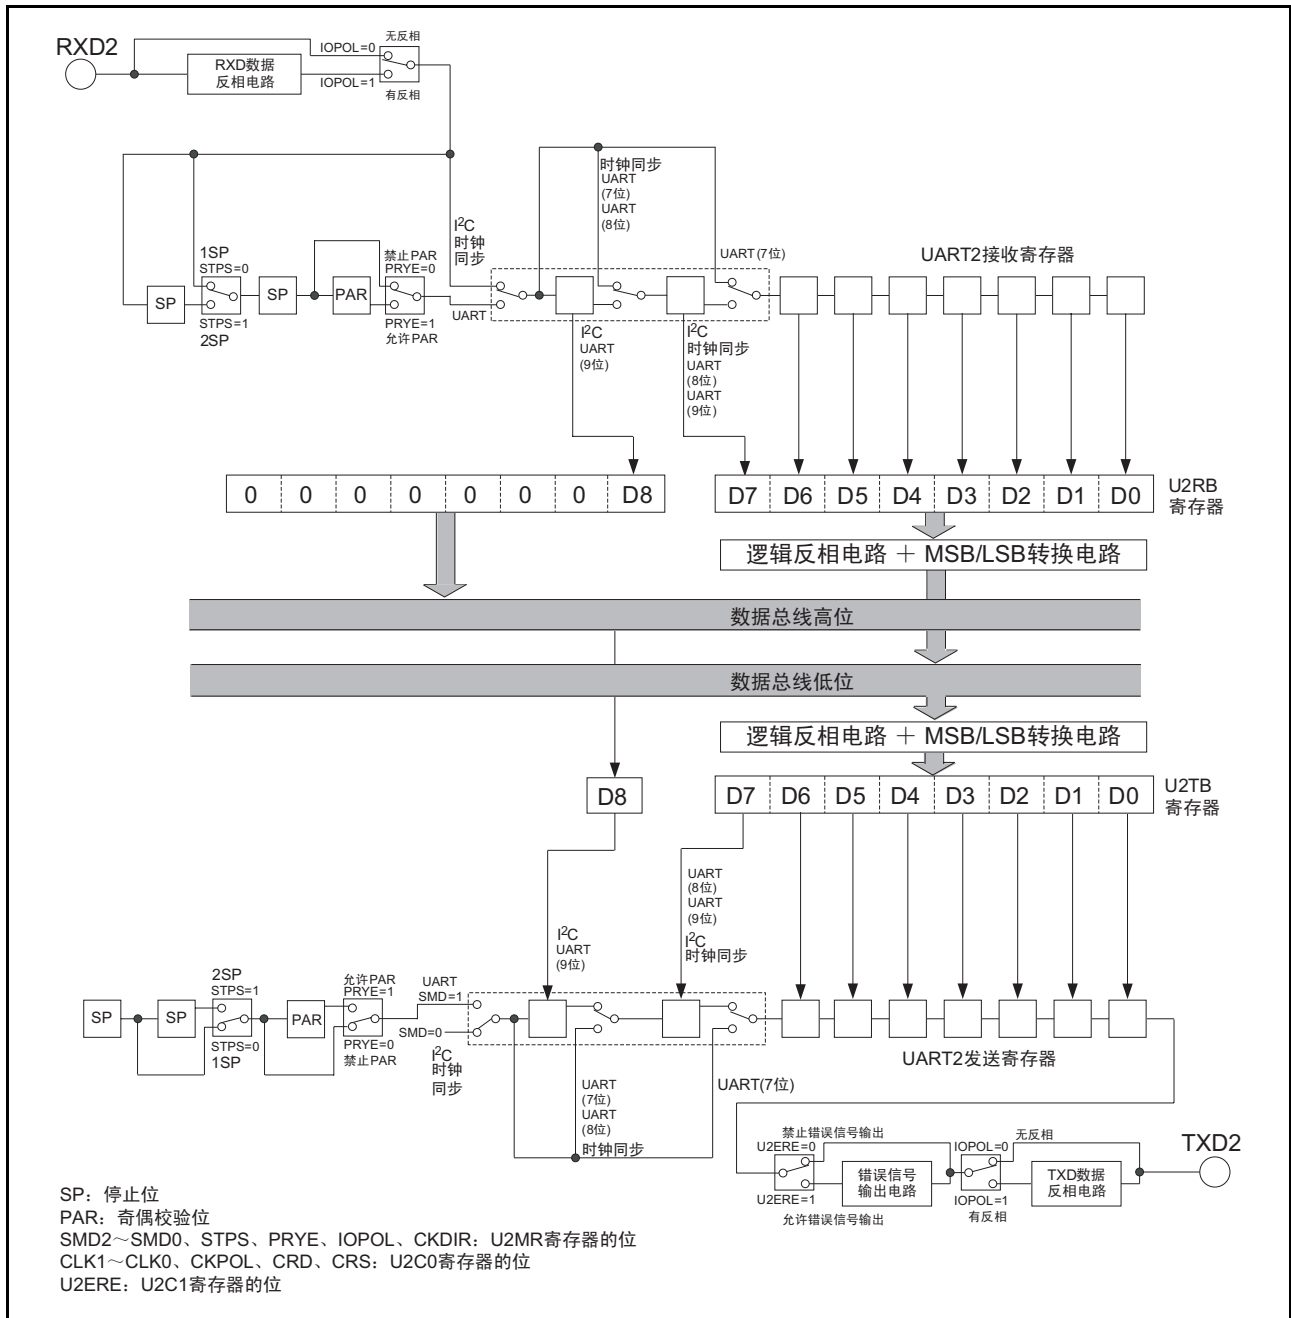 RXD2
无反相
IOPOL=0
RXD数据
反相电路
IOPOL=1
有反相
时钟同步
UART
(7位)
UART
(8位)
I²C
时钟
同步
1SP
STPS=0
禁止PAR
PRYE=0
UART(7位)
UART2接收寄存器
SP
SP
PAR
STPS=1
2SP
PRYE=1
允许PAR
UART
I²C
UART
(9位)
I²C
时钟同步
UART
(8位)
UART
(9位)
0 0 0 0 0 0 0 D8
D7 D6 D5 D4 D3 D2 D1 D0
U2RB
寄存器
逻辑反相电路 + MSB/LSB转换电路
数据总线高位
数据总线低位
逻辑反相电路 + MSB/LSB转换电路
D8
D7 D6 D5 D4 D3 D2 D1 D0
U2TB
寄存器
UART
(8位)
UART
(9位)
I²C
时钟同步
I²C
UART
(9位)
2SP
STPS=1
允许PAR
PRYE=1
UART
SMD=1
SP
SP
PAR
SMD=0
STPS=0
1SP
PRYE=0
禁止PAR
I²C
时钟
同步
UART2发送寄存器
UART
(7位)
UART
(8位)
时钟同步
UART(7位)
禁止错误信号输出
U2ERE=0
IOPOL=0
无反相
TXD2
错误信号
输出电路
TXD数据
反相电路
U2ERE=1
允许错误信号输出
IOPOL=1
有反相
SP：停止位
PAR：奇偶校验位
SMD2～SMD0、STPS、PRYE、IOPOL、CKDIR：U2MR寄存器的位
CLK1～CLK0、CKPOL、CRD、CRS：U2C0寄存器的位
U2ERE：U2C1寄存器的位